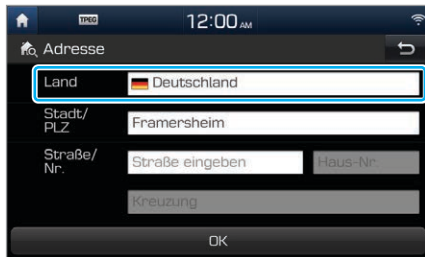 TPEG 12:00 AM
Adresse
Land Deutschland
Stadt/
PLZ Framersheim
Straße/
Nr. Straße eingeben Haus-Nr.
Kreuzung
OK